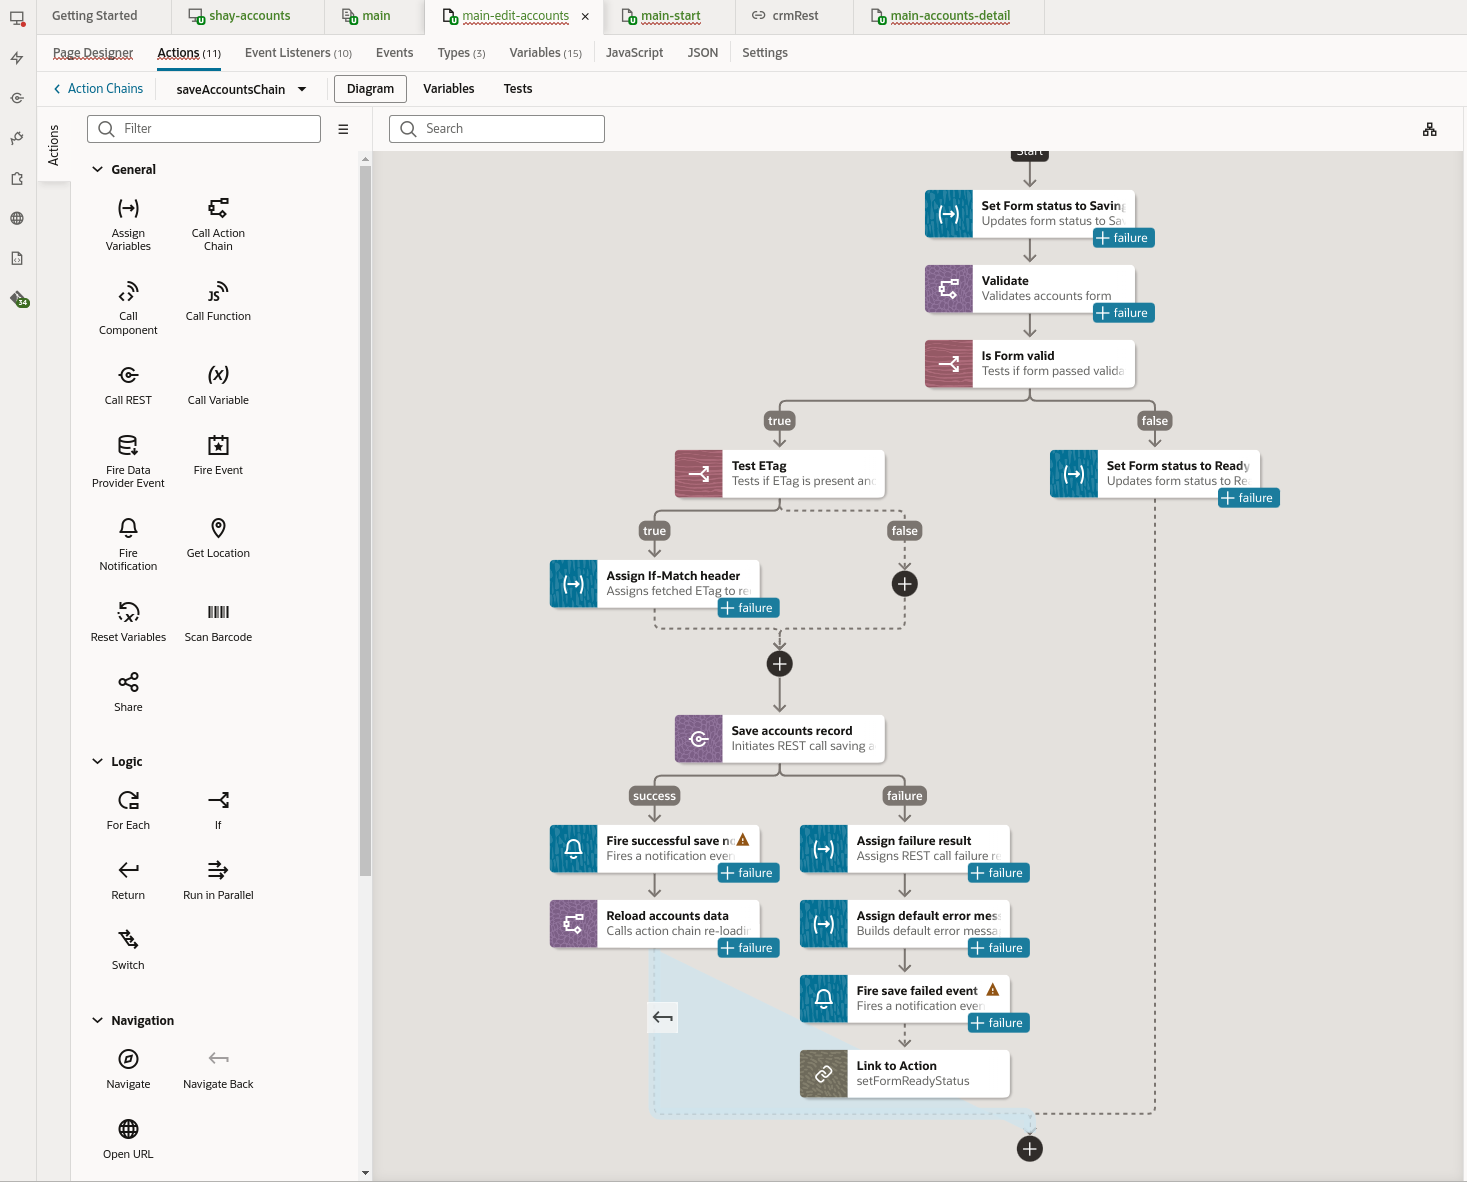 Getting Started
shay-accounts
main
main-edit-accounts
main-start
crmRest
main-accounts-detail
Page Designer
Actions (11)
Event Listeners (10)
Events
Types (3)
Variables (15)
JavaScript
JSON
Settings
Action Chains
saveAccountsChain
Diagram
Variables
Tests
34
Actions
Filter
Search
General
Assign
Variables
Call Action
Chain
Call
Component
Call Function
Call REST
Call Variable
Fire Data
Provider Event
Fire Event
Fire
Notification
Get Location
Reset Variables
Scan Barcode
Share
Logic
For Each
If
Return
Run in Parallel
Switch
Navigation
Navigate
Navigate Back
Open URL
Start
Set Form status to Saving
Updates form status to Sa
failure
Validate
Validates accounts form
failure
Is Form valid
Tests if form passed valida
true
false
Test ETag
Tests if ETag is present and
Set Form status to Ready
Updates form status to Re
failure
true
false
Assign If-Match header
Assigns fetched ETag to re
failure
Save accounts record
Initiates REST call saving a
success
failure
Fire successful save no
Fires a notification even
failure
Assign failure result
Assigns REST call failure re
failure
Reload accounts data
Calls action chain re-loadin
failure
Assign default error mes
Builds default error messa
failure
Fire save failed event
Fires a notification even
failure
Link to Action
setFormReadyStatus